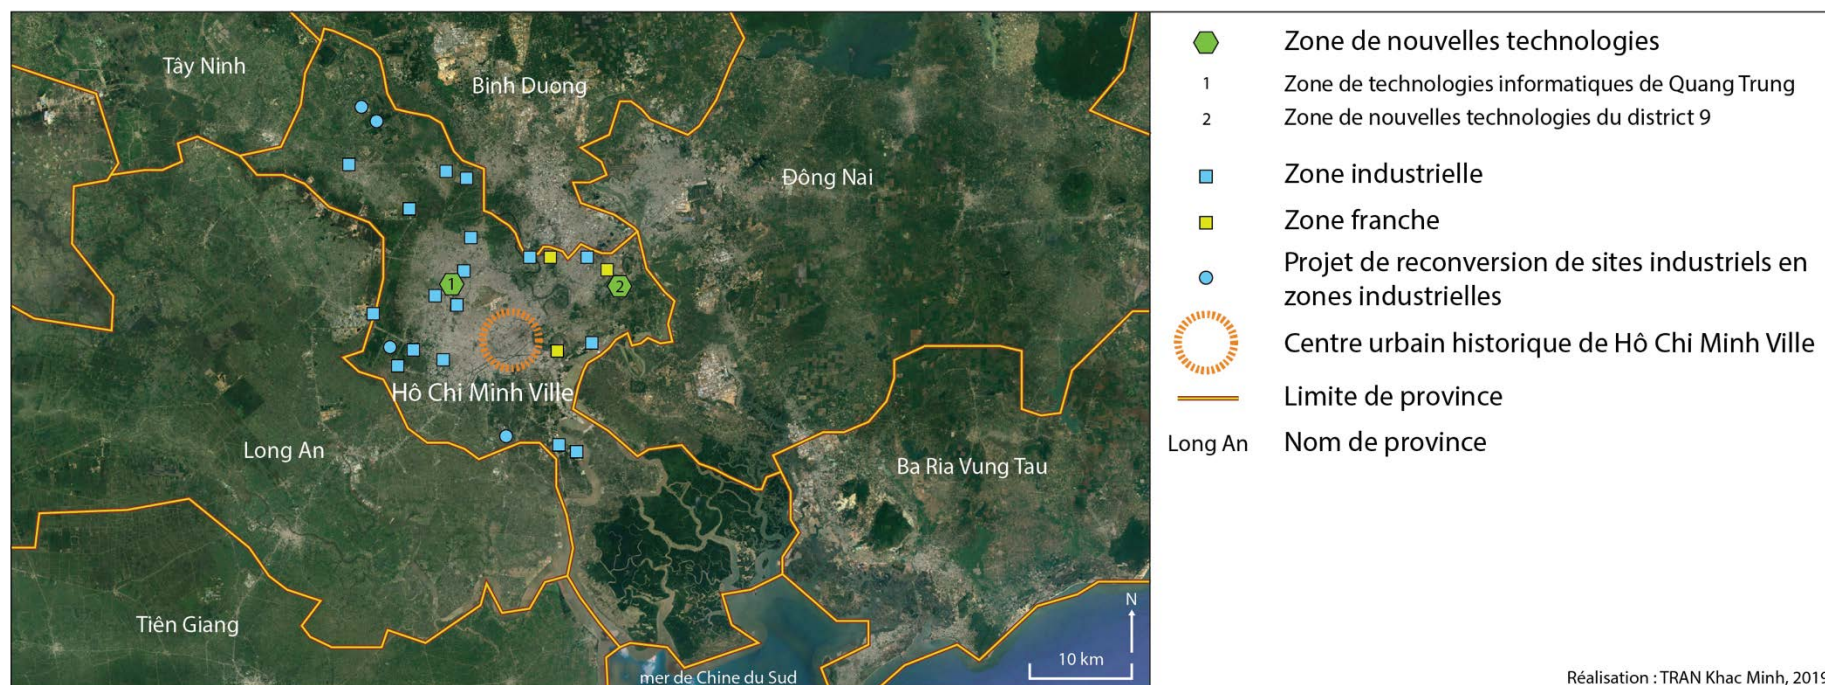 Tây Ninh
Binh Duong
Đông Nai
1
2
Hô Chi Minh Ville
Long An
Ba Ria Vung Tau
Tiên Giang
mer de Chine du Sud
N
10 km
Zone de nouvelles technologies
1 Zone de technologies informatiques de Quang Trung
2 Zone de nouvelles technologies du district 9
Zone industrielle
Zone franche
Projet de reconversion de sites industriels en
zones industrielles
Centre urbain historique de Hô Chi Minh Ville
Limite de province
Long An Nom de province
Réalisation : TRAN Khac Minh, 2019